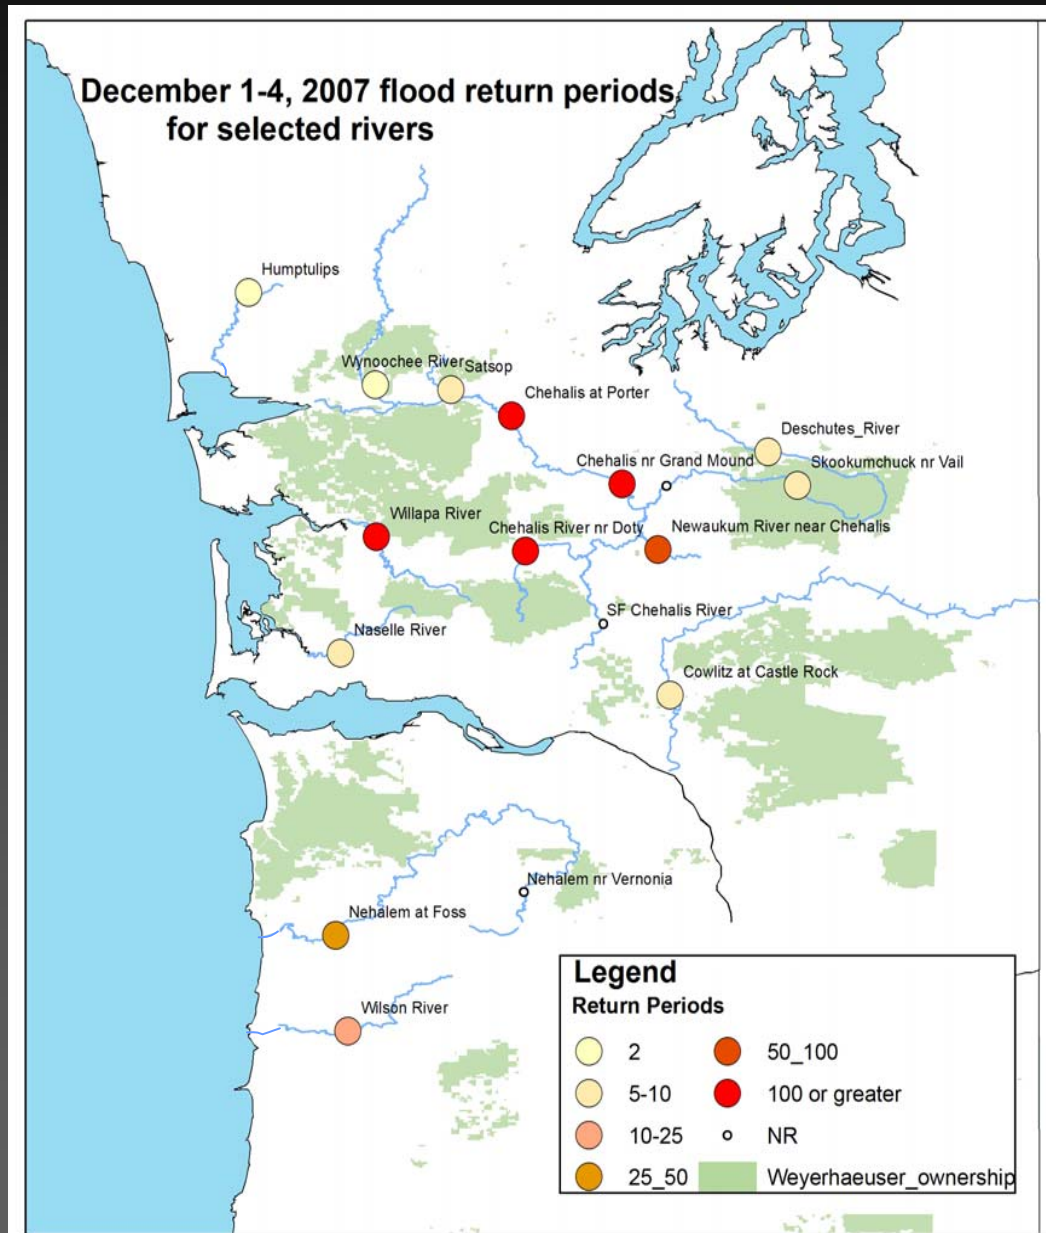 December 1-4, 2007 flood return periods
for selected rivers
Humptulips
Wynoochee River
Satsop
Chehalis at Porter
Deschutes_River
Chehalis nr Grand Mound
Skookumchuck nr Vail
Willapa River
Chehalis River nr Doty
Newaukum River near Chehalis
SF Chehalis River
Naselle River
Cowlitz at Castle Rock
Nehalem nr Vernonia
Nehalem at Foss
Wilson River
Legend
Return Periods
2
50_100
5-10
100 or greater
10-25
NR
25_50
Weyerhaeuser_ownership